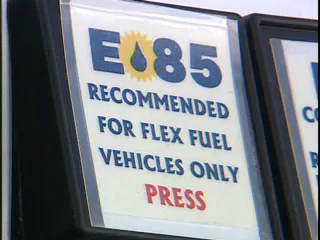 E85
RECOMMENDED
FOR FLEX FUEL
VEHICLES ONLY
PRESS